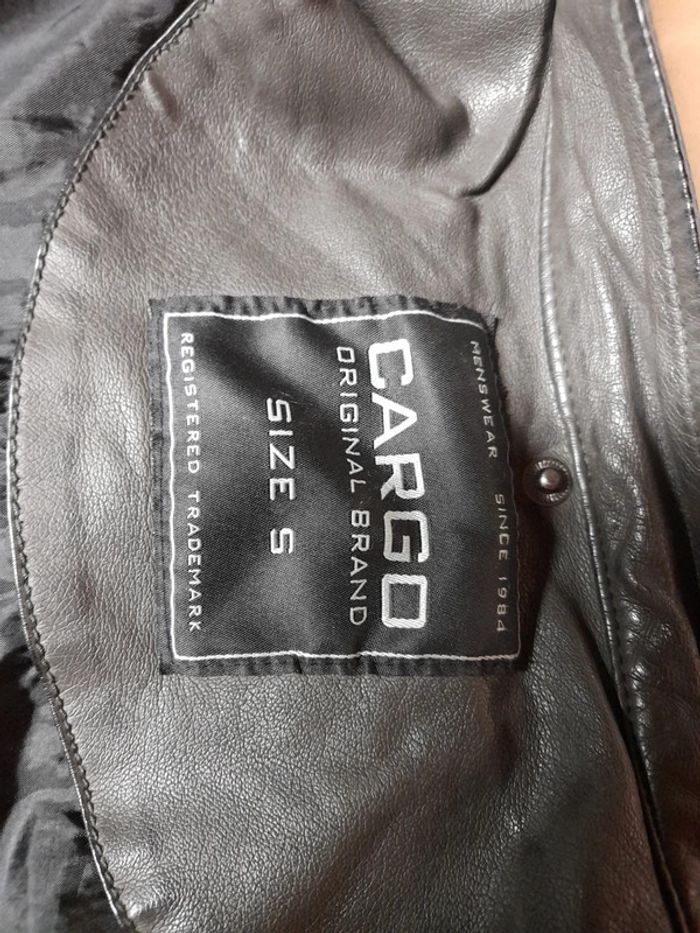 MENSWEAR SINCE 1984
CARGO
ORIGINAL BRAND
SIZE S
REGISTERED TRADEMARK